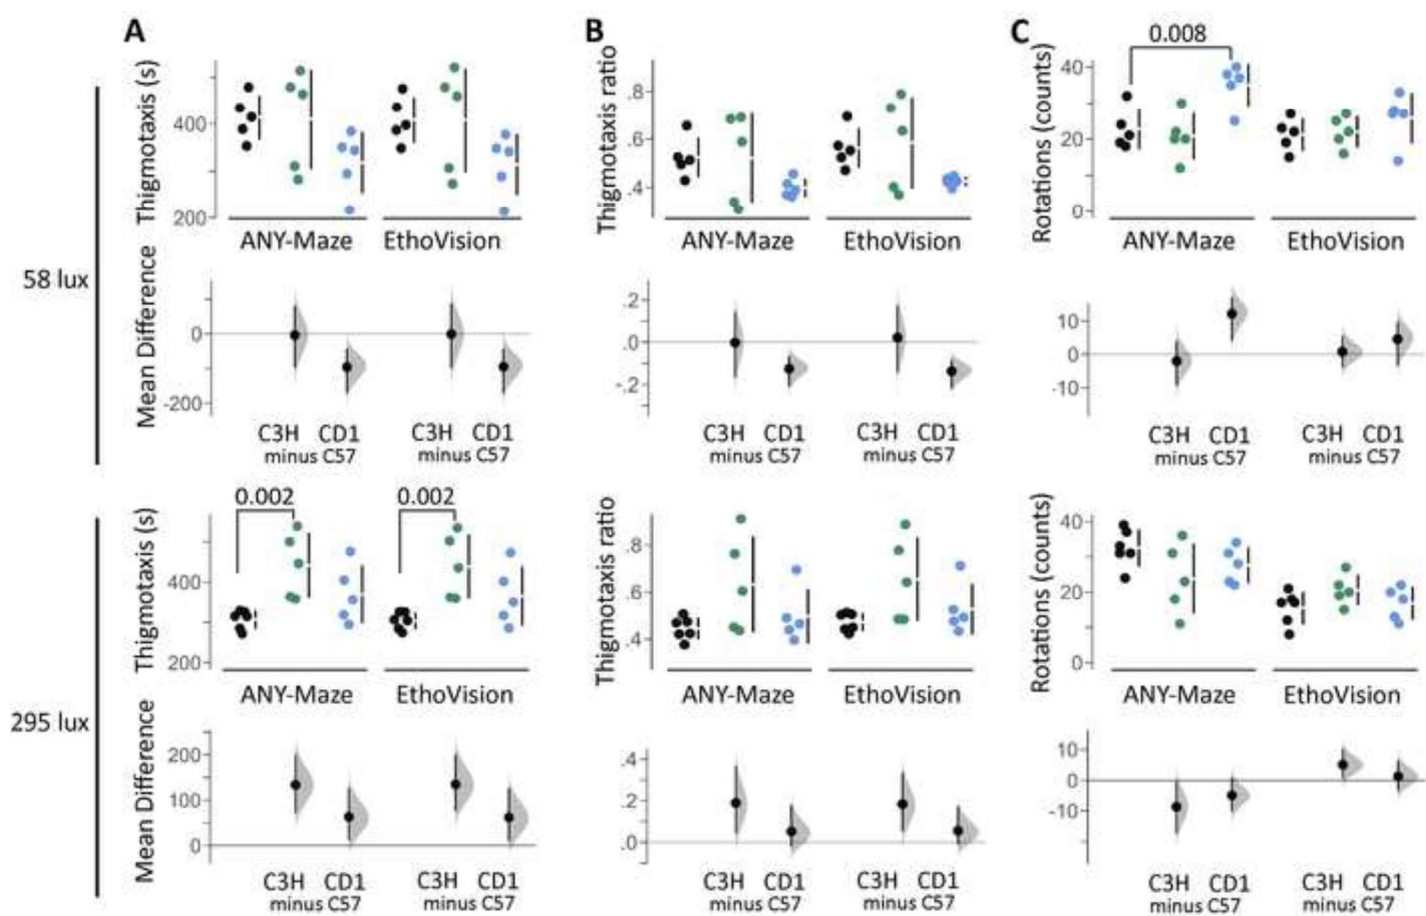 A
B
C
58 lux
Thigmotaxis (s)
400
200
ANY-Maze EthoVision
Mean Difference
0
-200
C3H CD1 C3H CD1
minus C57 minus C57
Thigmotaxis ratio
.8
.6
.4
ANY-Maze EthoVision
.2
.0
-.2
C3H CD1 C3H CD1
minus C57 minus C57
Rotations (counts)
0.008
40
20
0
ANY-Maze EthoVision
10
0
-10
C3H CD1 C3H CD1
minus C57 minus C57
295 lux
Thigmotaxis (s)
0.002 0.002
400
200
ANY-Maze EthoVision
Mean Difference
200
100
0
C3H CD1 C3H CD1
minus C57 minus C57
Thigmotaxis ratio
.8
.6
.4
ANY-Maze EthoVision
.4
.2
.0
C3H CD1 C3H CD1
minus C57 minus C57
Rotations (counts)
40
20
0
ANY-Maze EthoVision
10
0
-10
C3H CD1 C3H CD1
minus C57 minus C57